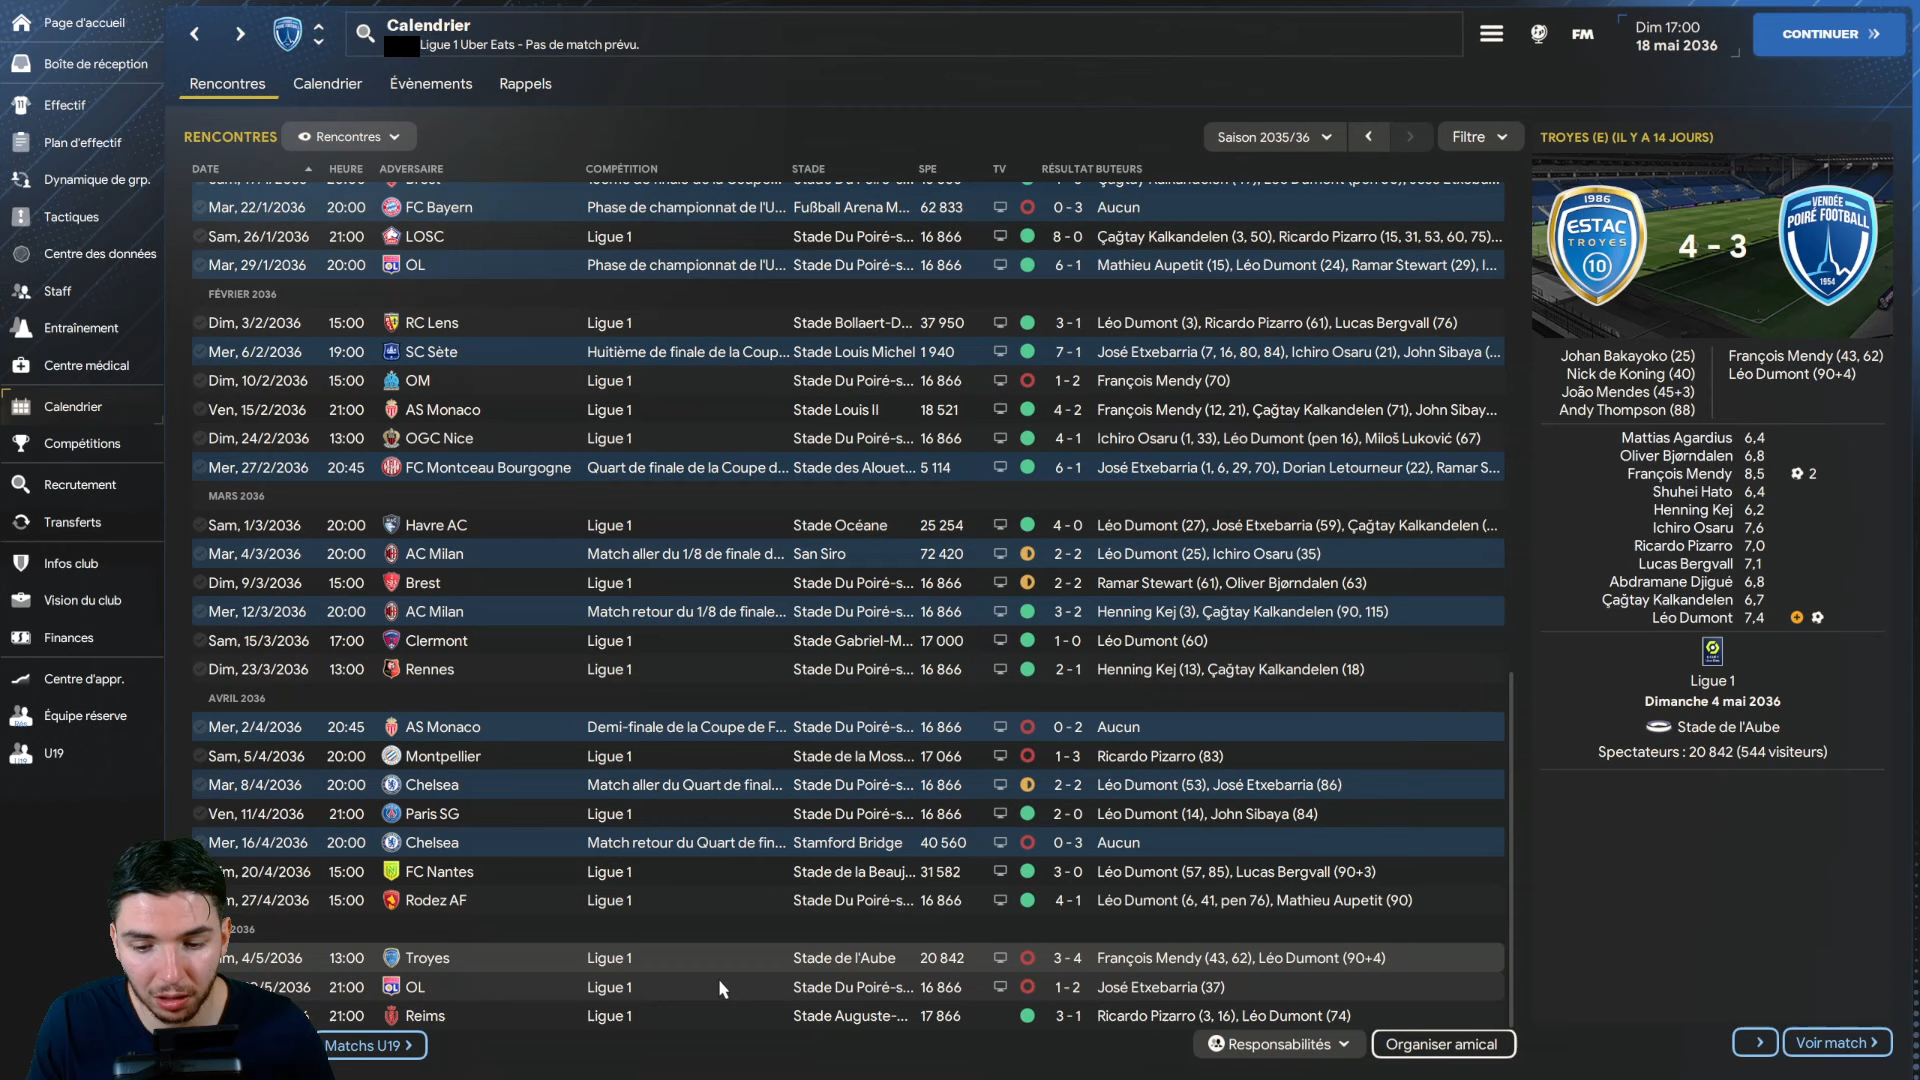 Page d'accueil
Boîte de réception
Effectif
Plan d'effectif
Dynamique de grp.
Tactiques
Centre des données
Staff
Entraînement
Centre médical
Calendrier
Compétitions
Recrutement
Transferts
Infos club
Vision du club
Finances
Centre d'appr.
Équipe réserve
U19
Calendrier
Ligue 1 Uber Eats - Pas de match prévu.
FM
Dim 17:00
18 mai 2036
CONTINUER
Rencontres Calendrier Évènements Rappels
RENCONTRES Rencontres Saison 2035/36 Filtre
DATE HEURE ADVERSAIRE COMPÉTITION STADE SPE TV RÉSULTAT BUTEURS
Mar, 22/1/2036 20:00 FC Bayern Phase de championnat de l'U... Fußball Arena M... 62 833 0 - 3 Aucun
Sam, 26/1/2036 21:00 LOSC Ligue 1 Stade Du Poiré-s... 16 866 8 - 0 Çağtay Kalkandelen (3, 50), Ricardo Pizarro (15, 31, 53, 60, 75)...
Mar, 29/1/2036 20:00 OL Phase de championnat de l'U... Stade Du Poiré-s... 16 866 6 - 1 Mathieu Aupetit (15), Léo Dumont (24), Ramar Stewart (29), I...
FÉVRIER 2036
Dim, 3/2/2036 15:00 RC Lens Ligue 1 Stade Bollaert-D... 37 950 3 - 1 Léo Dumont (3), Ricardo Pizarro (61), Lucas Bergvall (76)
Mer, 6/2/2036 19:00 SC Sète Huitième de finale de la Coup... Stade Louis Michel 1 940 7 - 1 José Etxebarria (7, 16, 80, 84), Ichiro Osaru (21), John Sibaya (...
Dim, 10/2/2036 15:00 OM Ligue 1 Stade Du Poiré-s... 16 866 1 - 2 François Mendy (70)
Ven, 15/2/2036 21:00 AS Monaco Ligue 1 Stade Louis II 18 521 4 - 2 François Mendy (12, 21), Çağtay Kalkandelen (71), John Sibay...
Dim, 24/2/2036 13:00 OGC Nice Ligue 1 Stade Du Poiré-s... 16 866 4 - 1 Ichiro Osaru (1, 33), Léo Dumont (pen 16), Miloš Luković (67)
Mer, 27/2/2036 20:45 FC Montceau Bourgogne Quart de finale de la Coupe d... Stade des Alouet... 5 114 6 - 1 José Etxebarria (1, 6, 29, 70), Dorian Letourneur (22), Ramar S...
MARS 2036
Sam, 1/3/2036 20:00 Havre AC Ligue 1 Stade Océane 25 254 4 - 0 Léo Dumont (27), José Etxebarria (59), Çağtay Kalkandelen (...
Mar, 4/3/2036 20:00 AC Milan Match aller du 1/8 de finale d... San Siro 72 420 2 - 2 Léo Dumont (25), Ichiro Osaru (35)
Dim, 9/3/2036 15:00 Brest Ligue 1 Stade Du Poiré-s... 16 866 2 - 2 Ramar Stewart (61), Oliver Bjørndalen (63)
Mer, 12/3/2036 20:00 AC Milan Match retour du 1/8 de finale... Stade Du Poiré-s... 16 866 3 - 2 Henning Kej (3), Çağtay Kalkandelen (90, 115)
Sam, 15/3/2036 17:00 Clermont Ligue 1 Stade Gabriel-M... 17 000 1 - 0 Léo Dumont (60)
Dim, 23/3/2036 13:00 Rennes Ligue 1 Stade Du Poiré-s... 16 866 2 - 1 Henning Kej (13), Çağtay Kalkandelen (18)
AVRIL 2036
Mer, 2/4/2036 20:45 AS Monaco Demi-finale de la Coupe de F... Stade Du Poiré-s... 16 866 0 - 2 Aucun
Sam, 5/4/2036 20:00 Montpellier Ligue 1 Stade de la Moss... 17 066 1 - 3 Ricardo Pizarro (83)
Mar, 8/4/2036 20:00 Chelsea Match aller du Quart de final... Stade Du Poiré-s... 16 866 2 - 2 Léo Dumont (53), José Etxebarria (86)
Ven, 11/4/2036 21:00 Paris SG Ligue 1 Stade Du Poiré-s... 16 866 2 - 0 Léo Dumont (14), John Sibaya (84)
Mer, 16/4/2036 20:00 Chelsea Match retour du Quart de fin... Stamford Bridge 40 560 0 - 3 Aucun
20/4/2036 15:00 FC Nantes Ligue 1 Stade de la Beauj... 31 582 3 - 0 Léo Dumont (57, 85), Lucas Bergvall (90+3)
27/4/2036 15:00 Rodez AF Ligue 1 Stade Du Poiré-s... 16 866 4 - 1 Léo Dumont (6, 41, pen 76), Mathieu Aupetit (90)
4/5/2036 13:00 Troyes Ligue 1 Stade de l'Aube 20 842 3 - 4 François Mendy (43, 62), Léo Dumont (90+4)
21:00 OL Ligue 1 Stade Du Poiré-s... 16 866 1 - 2 José Etxebarria (37)
21:00 Reims Ligue 1 Stade Auguste-... 17 866 3 - 1 Ricardo Pizarro (3, 16), Léo Dumont (74)
Matchs U19 Responsabilités Organiser amical
TROYES (E) (IL Y A 14 JOURS)
1986
ESTAC
TROYES
10
4 - 3
VENDÉE
POIRÉ FOOTBALL
1954
Johan Bakayoko (25)
Nick de Koning (40)
João Mendes (45+3)
Andy Thompson (88)
François Mendy (43, 62)
Léo Dumont (90+4)
Mattias Agardius 6,4
Oliver Bjørndalen 6,8
François Mendy 8,5 2
Shuhei Hato 6,4
Henning Kej 6,2
Ichiro Osaru 7,6
Ricardo Pizarro 7,0
Lucas Bergvall 7,1
Abdramane Djigué 6,8
Çağtay Kalkandelen 6,7
Léo Dumont 7,4
Ligue 1
Dimanche 4 mai 2036
Stade de l'Aube
Spectateurs : 20 842 (544 visiteurs)
Voir match